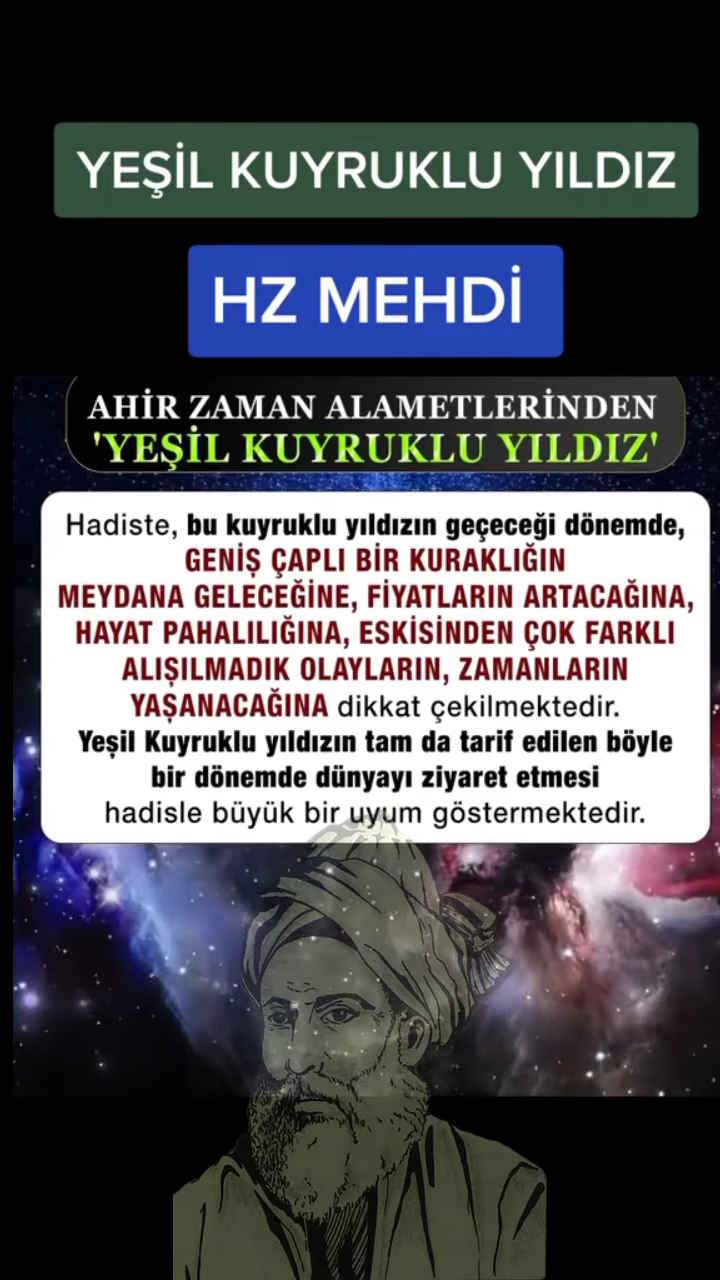 YEŞİL KUYRUKLU YILDIZ
HZ MEHDİ
AHİR ZAMAN ALAMETLERİNDEN
'YEŞİL KUYRUKLU YILDIZ'
Hadiste, bu kuyruklu yıldızın geçeceği dönemde,
GENİŞ ÇAPLI BİR KURAKLIĞIN
MEYDANA GELECEĞİNE, FİYATLARIN ARTACAĞINA,
HAYAT PAHALILIĞINA, ESKİSİNDEN ÇOK FARKLI
ALIŞILMADIK OLAYLARIN, ZAMANLARIN
YAŞANACAĞINA dikkat çekilmektedir.
Yeşil Kuyruklu yıldızın tam da tarif edilen böyle
bir dönemde dünyayı ziyaret etmesi
hadisle büyük bir uyum göstermektedir.